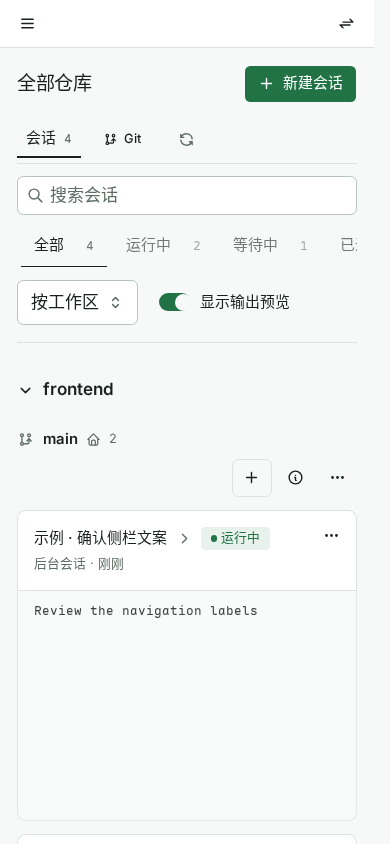 全部仓库
新建会话
会话 4
Git
搜索会话
全部 4
运行中 2
等待中 1
按工作区
显示输出预览
frontend
main 2
示例 · 确认侧栏文案
运行中
后台会话 · 刚刚
Review the navigation labels